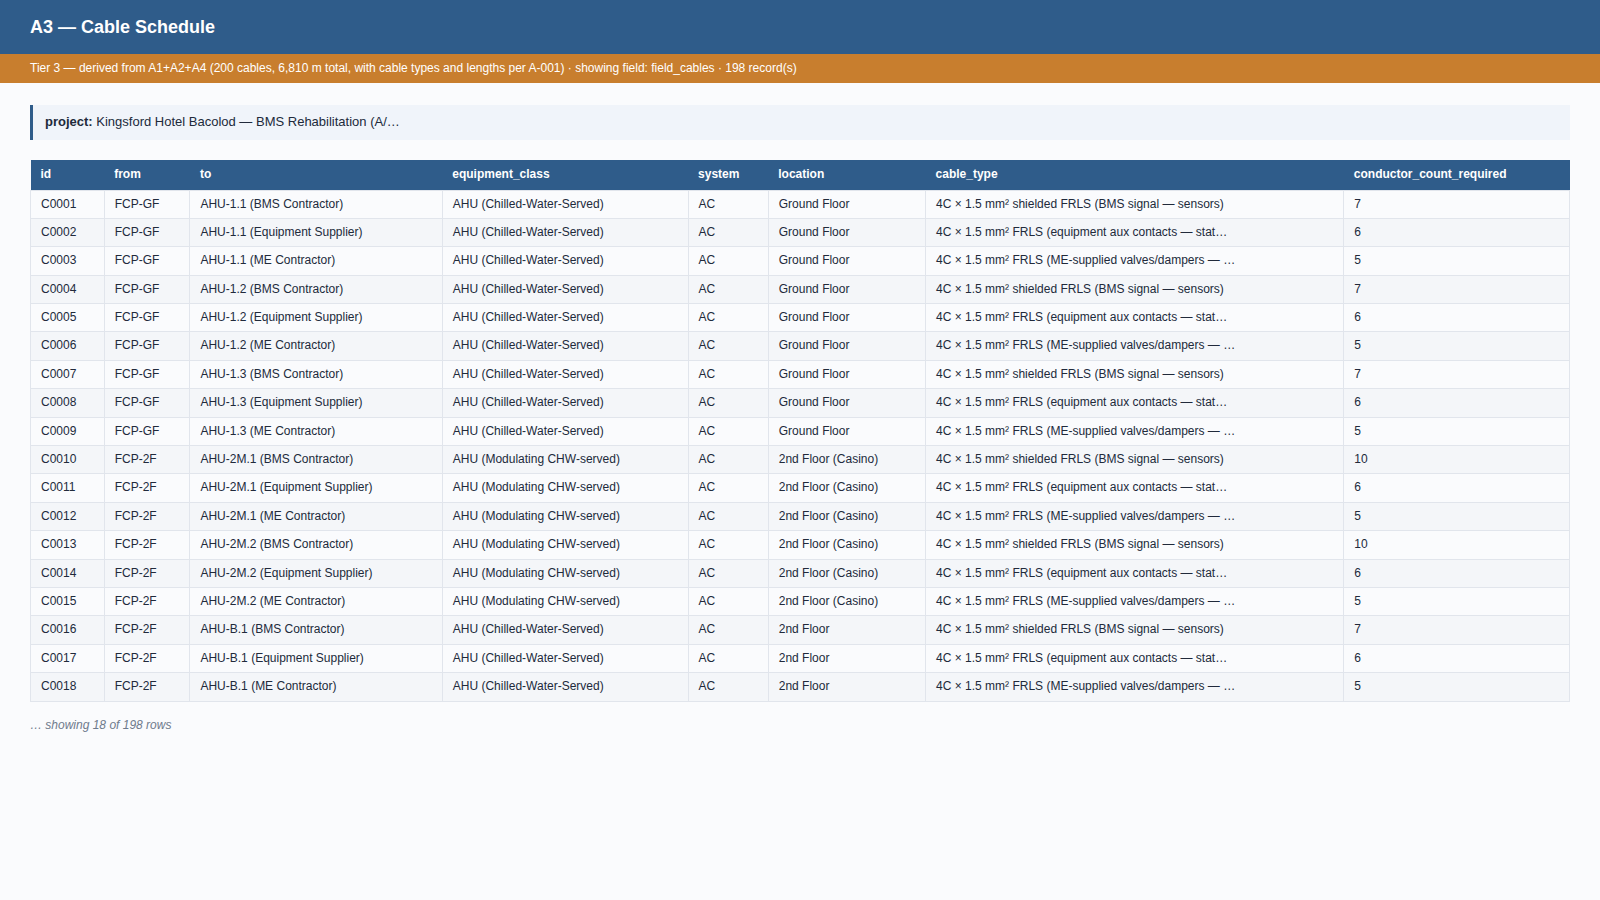 A3 — Cable Schedule
Tier 3 — derived from A1+A2+A4 (200 cables, 6,810 m total, with cable types and lengths per A-001) · showing field: field_cables · 198 record(s)
project: Kingsford Hotel Bacolod — BMS Rehabilitation (A/…
id from to equipment_class system location cable_type conductor_count_required
C0001 FCP-GF AHU-1.1 (BMS Contractor) AHU (Chilled-Water-Served) AC Ground Floor 4C × 1.5 mm² shielded FRLS (BMS signal — sensors) 7
C0002 FCP-GF AHU-1.1 (Equipment Supplier) AHU (Chilled-Water-Served) AC Ground Floor 4C × 1.5 mm² FRLS (equipment aux contacts — stat… 6
C0003 FCP-GF AHU-1.1 (ME Contractor) AHU (Chilled-Water-Served) AC Ground Floor 4C × 1.5 mm² FRLS (ME-supplied valves/dampers — … 5
C0004 FCP-GF AHU-1.2 (BMS Contractor) AHU (Chilled-Water-Served) AC Ground Floor 4C × 1.5 mm² shielded FRLS (BMS signal — sensors) 7
C0005 FCP-GF AHU-1.2 (Equipment Supplier) AHU (Chilled-Water-Served) AC Ground Floor 4C × 1.5 mm² FRLS (equipment aux contacts — stat… 6
C0006 FCP-GF AHU-1.2 (ME Contractor) AHU (Chilled-Water-Served) AC Ground Floor 4C × 1.5 mm² FRLS (ME-supplied valves/dampers — … 5
C0007 FCP-GF AHU-1.3 (BMS Contractor) AHU (Chilled-Water-Served) AC Ground Floor 4C × 1.5 mm² shielded FRLS (BMS signal — sensors) 7
C0008 FCP-GF AHU-1.3 (Equipment Supplier) AHU (Chilled-Water-Served) AC Ground Floor 4C × 1.5 mm² FRLS (equipment aux contacts — stat… 6
C0009 FCP-GF AHU-1.3 (ME Contractor) AHU (Chilled-Water-Served) AC Ground Floor 4C × 1.5 mm² FRLS (ME-supplied valves/dampers — … 5
C0010 FCP-2F AHU-2M.1 (BMS Contractor) AHU (Modulating CHW-served) AC 2nd Floor (Casino) 4C × 1.5 mm² shielded FRLS (BMS signal — sensors) 10
C0011 FCP-2F AHU-2M.1 (Equipment Supplier) AHU (Modulating CHW-served) AC 2nd Floor (Casino) 4C × 1.5 mm² FRLS (equipment aux contacts — stat… 6
C0012 FCP-2F AHU-2M.1 (ME Contractor) AHU (Modulating CHW-served) AC 2nd Floor (Casino) 4C × 1.5 mm² FRLS (ME-supplied valves/dampers — … 5
C0013 FCP-2F AHU-2M.2 (BMS Contractor) AHU (Modulating CHW-served) AC 2nd Floor (Casino) 4C × 1.5 mm² shielded FRLS (BMS signal — sensors) 10
C0014 FCP-2F AHU-2M.2 (Equipment Supplier) AHU (Modulating CHW-served) AC 2nd Floor (Casino) 4C × 1.5 mm² FRLS (equipment aux contacts — stat… 6
C0015 FCP-2F AHU-2M.2 (ME Contractor) AHU (Modulating CHW-served) AC 2nd Floor (Casino) 4C × 1.5 mm² FRLS (ME-supplied valves/dampers — … 5
C0016 FCP-2F AHU-B.1 (BMS Contractor) AHU (Chilled-Water-Served) AC 2nd Floor 4C × 1.5 mm² shielded FRLS (BMS signal — sensors) 7
C0017 FCP-2F AHU-B.1 (Equipment Supplier) AHU (Chilled-Water-Served) AC 2nd Floor 4C × 1.5 mm² FRLS (equipment aux contacts — stat… 6
C0018 FCP-2F AHU-B.1 (ME Contractor) AHU (Chilled-Water-Served) AC 2nd Floor 4C × 1.5 mm² FRLS (ME-supplied valves/dampers — … 5
… showing 18 of 198 rows